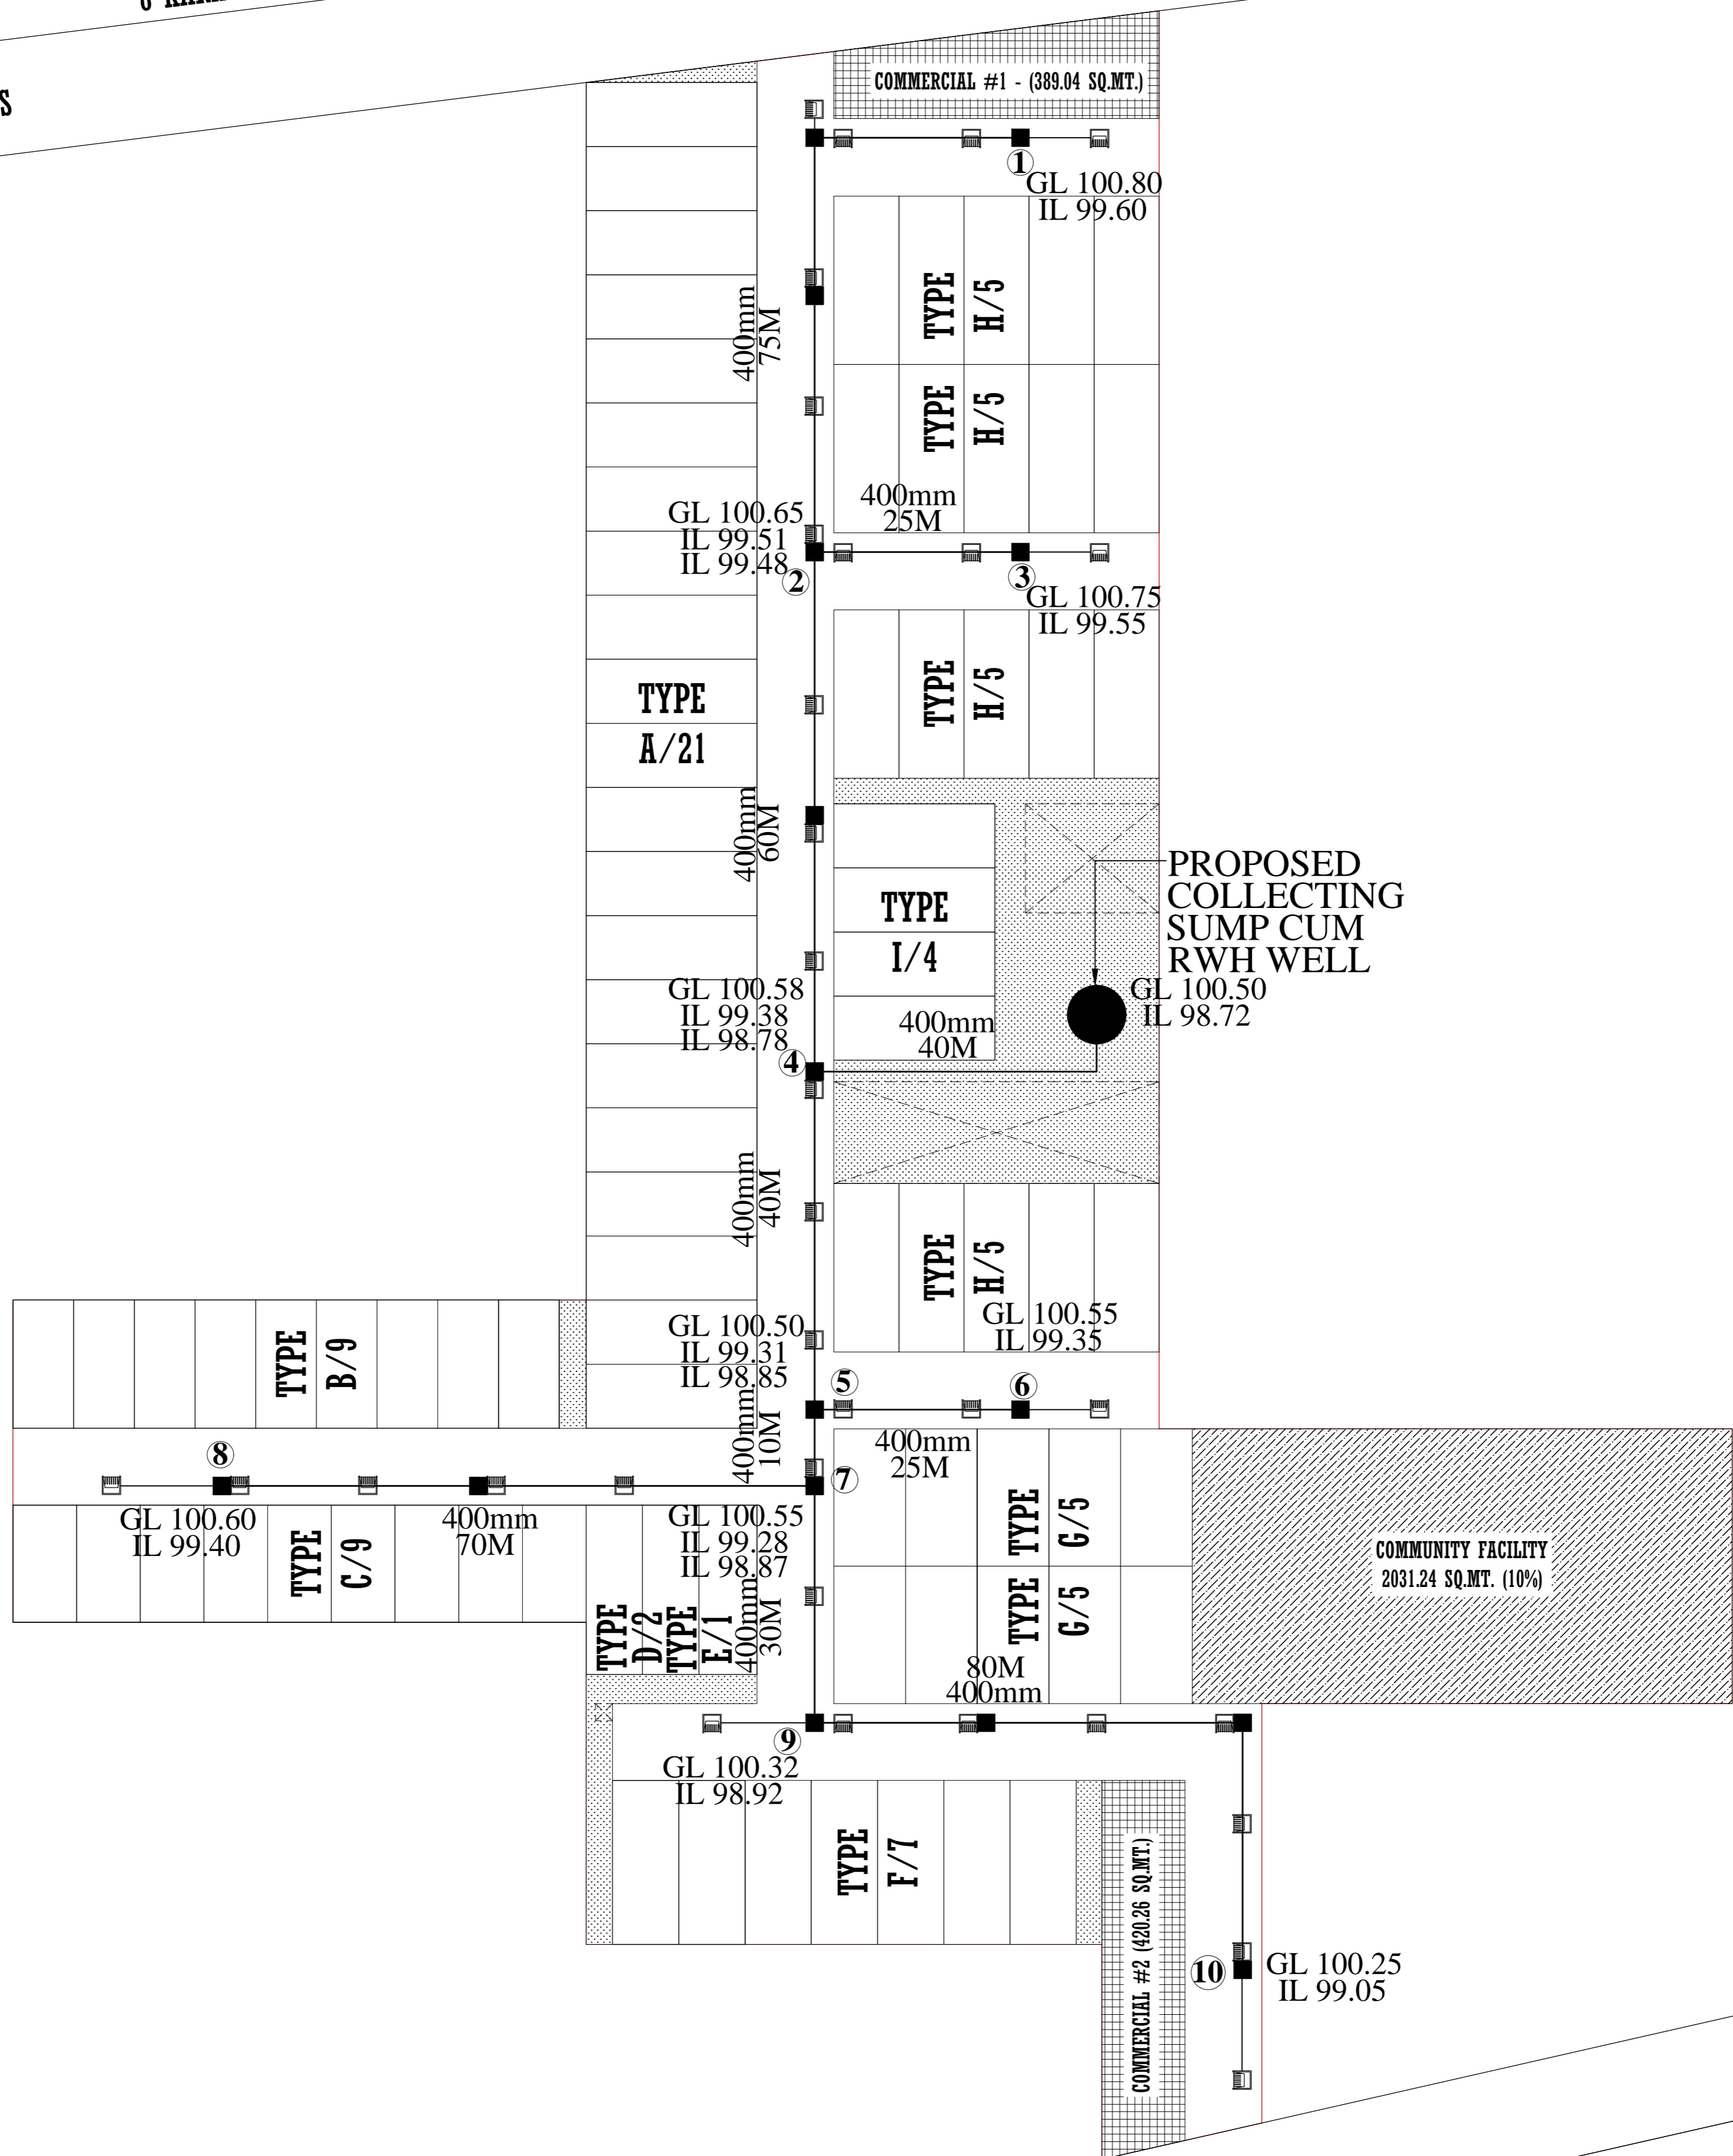 S
COMMERCIAL #1 - (389.04 SQ.MT.)
1
GL 100.80
IL 99.60
TYPE
H/5
400mm
75M
TYPE
H/5
400mm
25M
GL 100.65
IL 99.51
IL 99.48
2
3
GL 100.75
IL 99.55
TYPE
H/5
TYPE
A/21
400mm
60M
PROPOSED
COLLECTING
SUMP CUM
RWH WELL
TYPE
I/4
GL 100.50
IL 98.72
GL 100.58
IL 99.38
IL 98.78
400mm
40M
4
400mm
40M
TYPE
H/5
GL 100.55
IL 99.35
GL 100.50
IL 99.31
IL 98.85
TYPE
B/9
5
6
400mm
10M
400mm
25M
8
7
GL 100.60
IL 99.40
400mm
70M
GL 100.55
IL 99.28
IL 98.87
TYPE
C/9
TYPE
G/5
COMMUNITY FACILITY
2031.24 SQ.MT. (10%)
TYPE
D/2
TYPE
E/1
400mm
30M
TYPE
G/5
80M
400mm
9
GL 100.32
IL 98.92
TYPE
F/7
COMMERCIAL #2 (420.26 SQ.MT.)
10
GL 100.25
IL 99.05